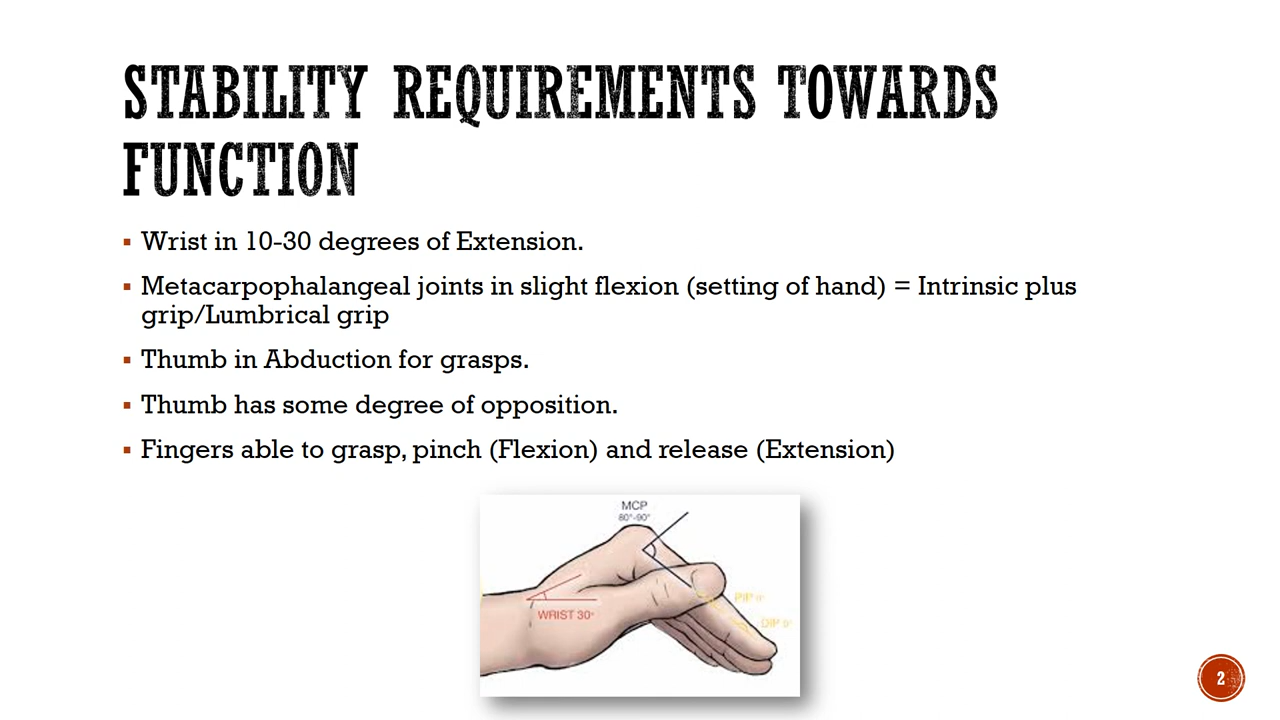 STABILITY REQUIREMENTS TOWARDS
FUNCTION
▪ Wrist in 10-30 degrees of Extension.
▪ Metacarpophalangeal joints in slight flexion (setting of hand) = Intrinsic plus
grip/Lumbrical grip
▪ Thumb in Abduction for grasps.
▪ Thumb has some degree of opposition.
▪ Fingers able to grasp, pinch (Flexion) and release (Extension)
MCP
80°-90°
PIP
WRIST 30°
DIP
2